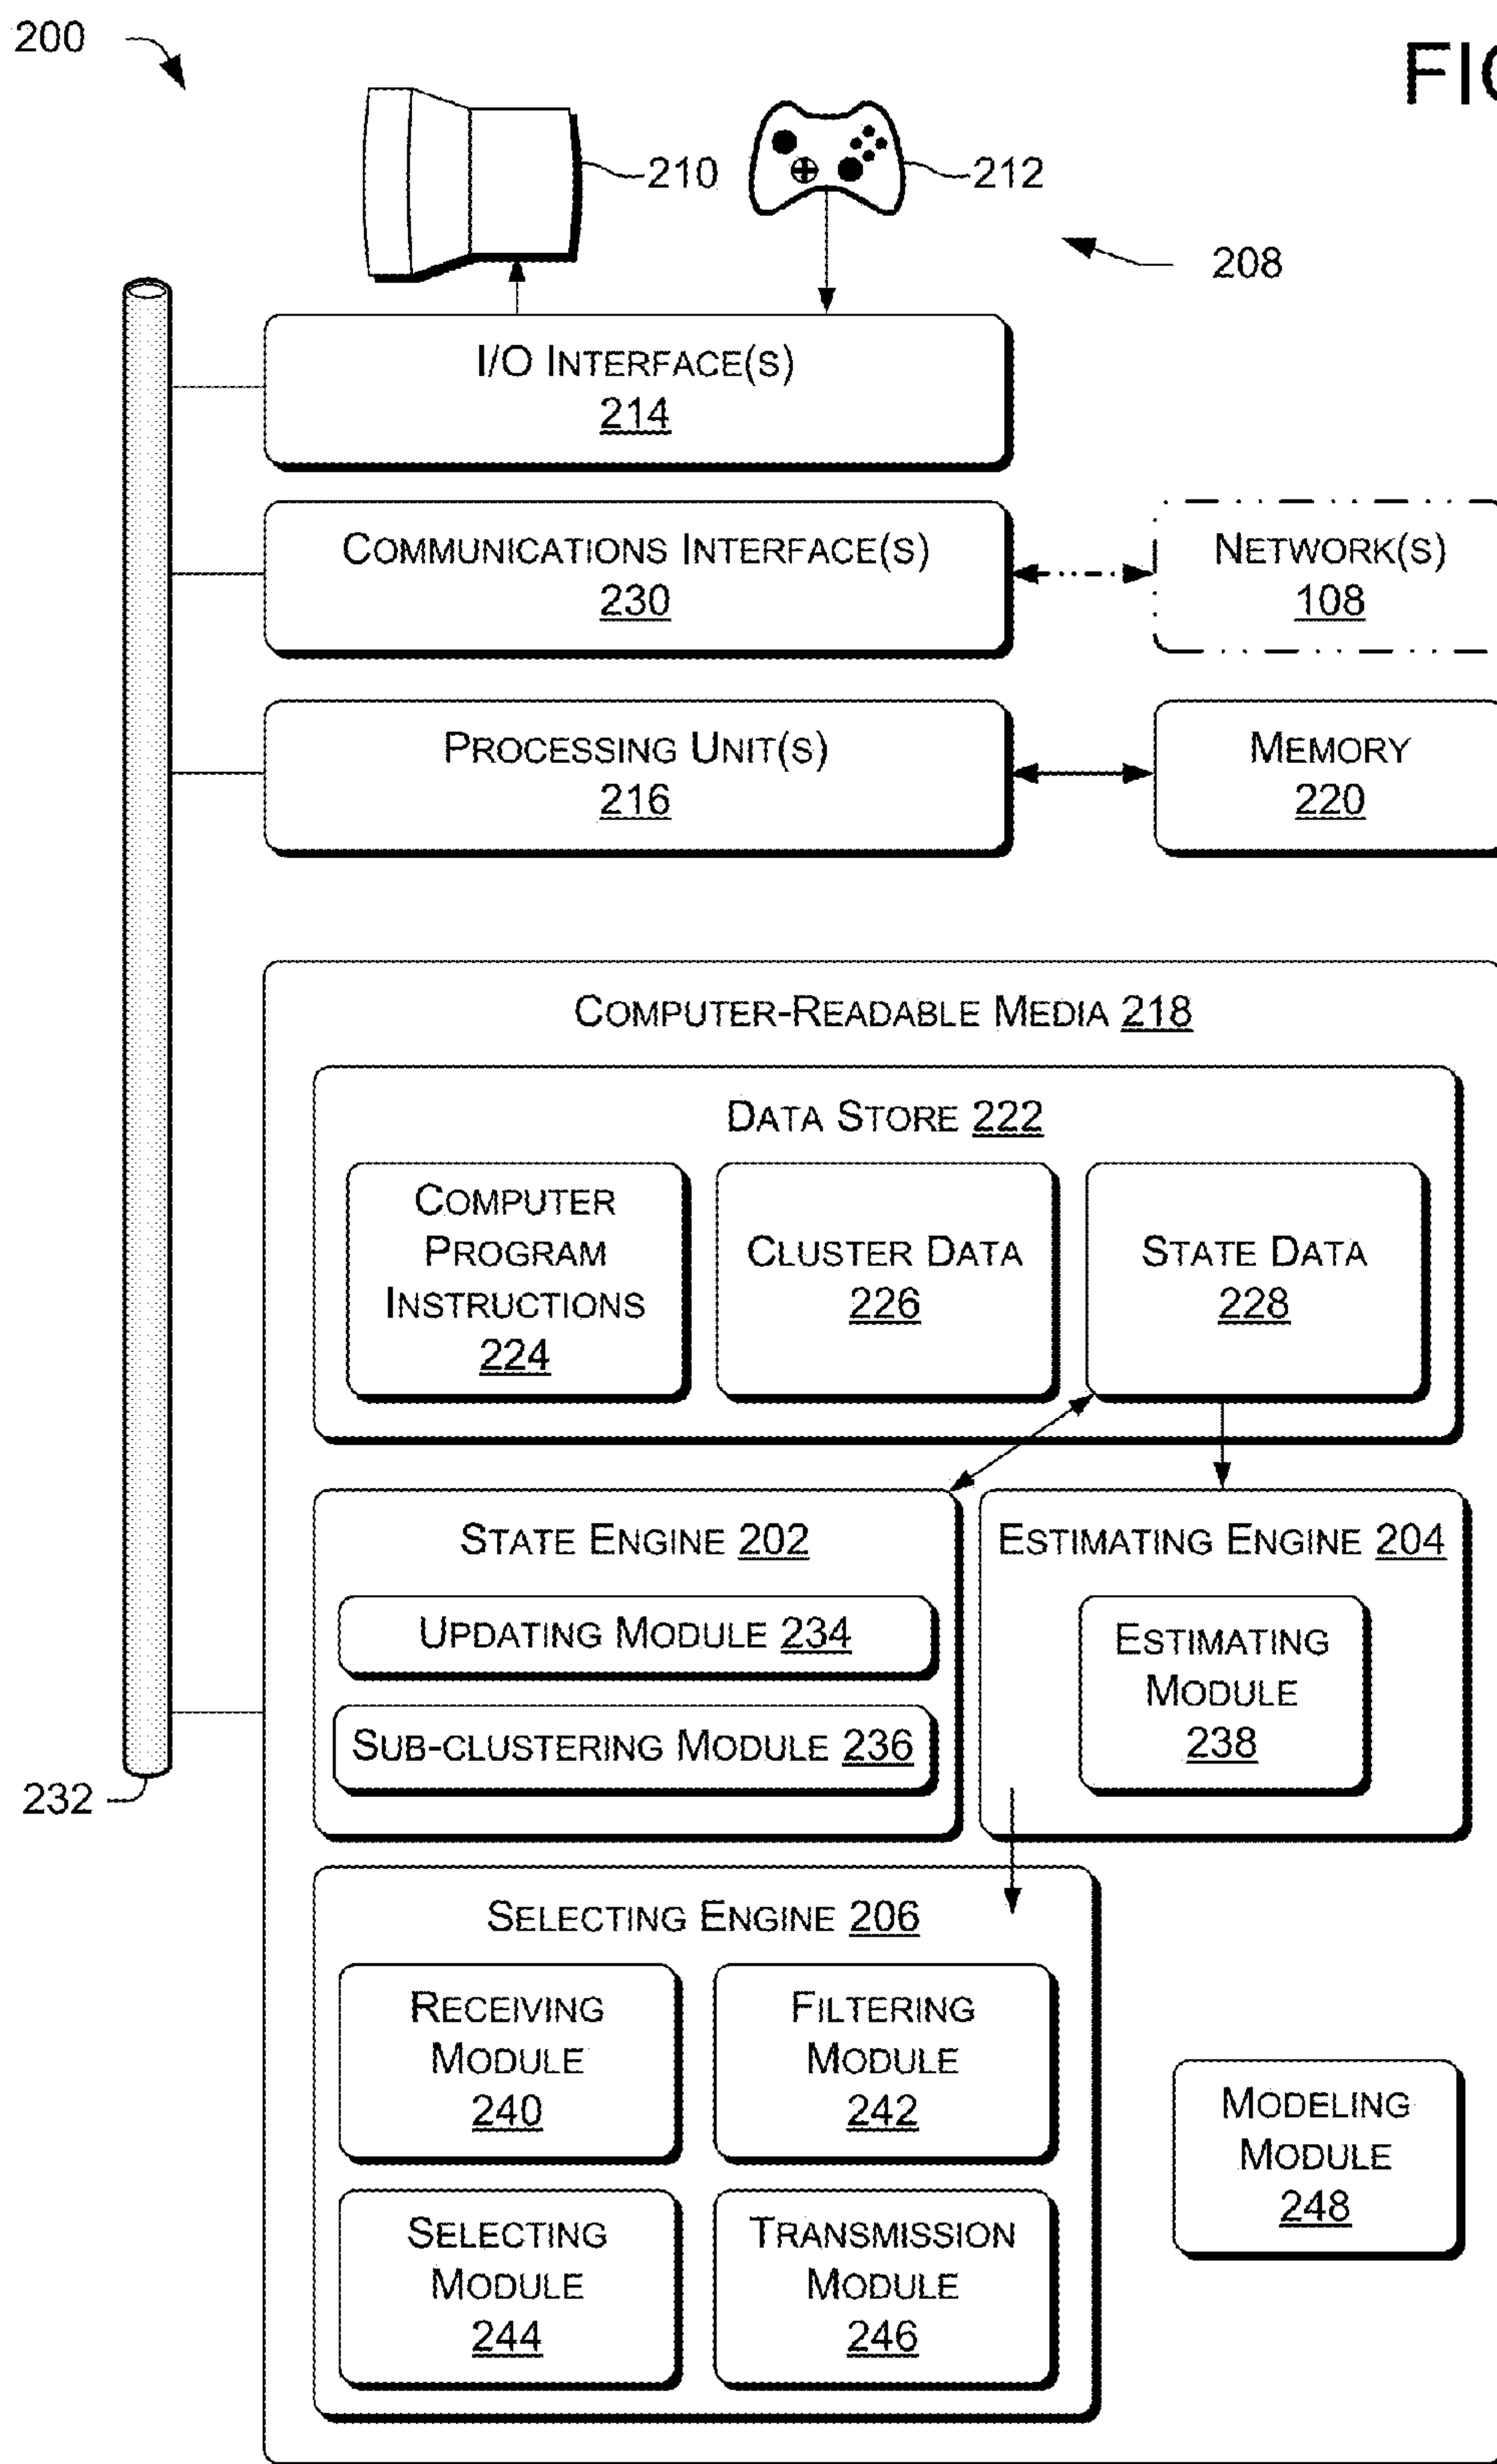 200
FIG
210
212
208
I/O INTERFACE(S)
214
COMMUNICATIONS INTERFACE(S)
230
NETWORK(S)
108
PROCESSING UNIT(S)
216
MEMORY
220
COMPUTER-READABLE MEDIA 218
DATA STORE 222
COMPUTER
PROGRAM
INSTRUCTIONS
224
CLUSTER DATA
226
STATE DATA
228
STATE ENGINE 202
UPDATING MODULE 234
SUB-CLUSTERING MODULE 236
ESTIMATING ENGINE 204
ESTIMATING
MODULE
238
232
SELECTING ENGINE 206
RECEIVING
MODULE
240
FILTERING
MODULE
242
SELECTING
MODULE
244
TRANSMISSION
MODULE
246
MODELING
MODULE
248